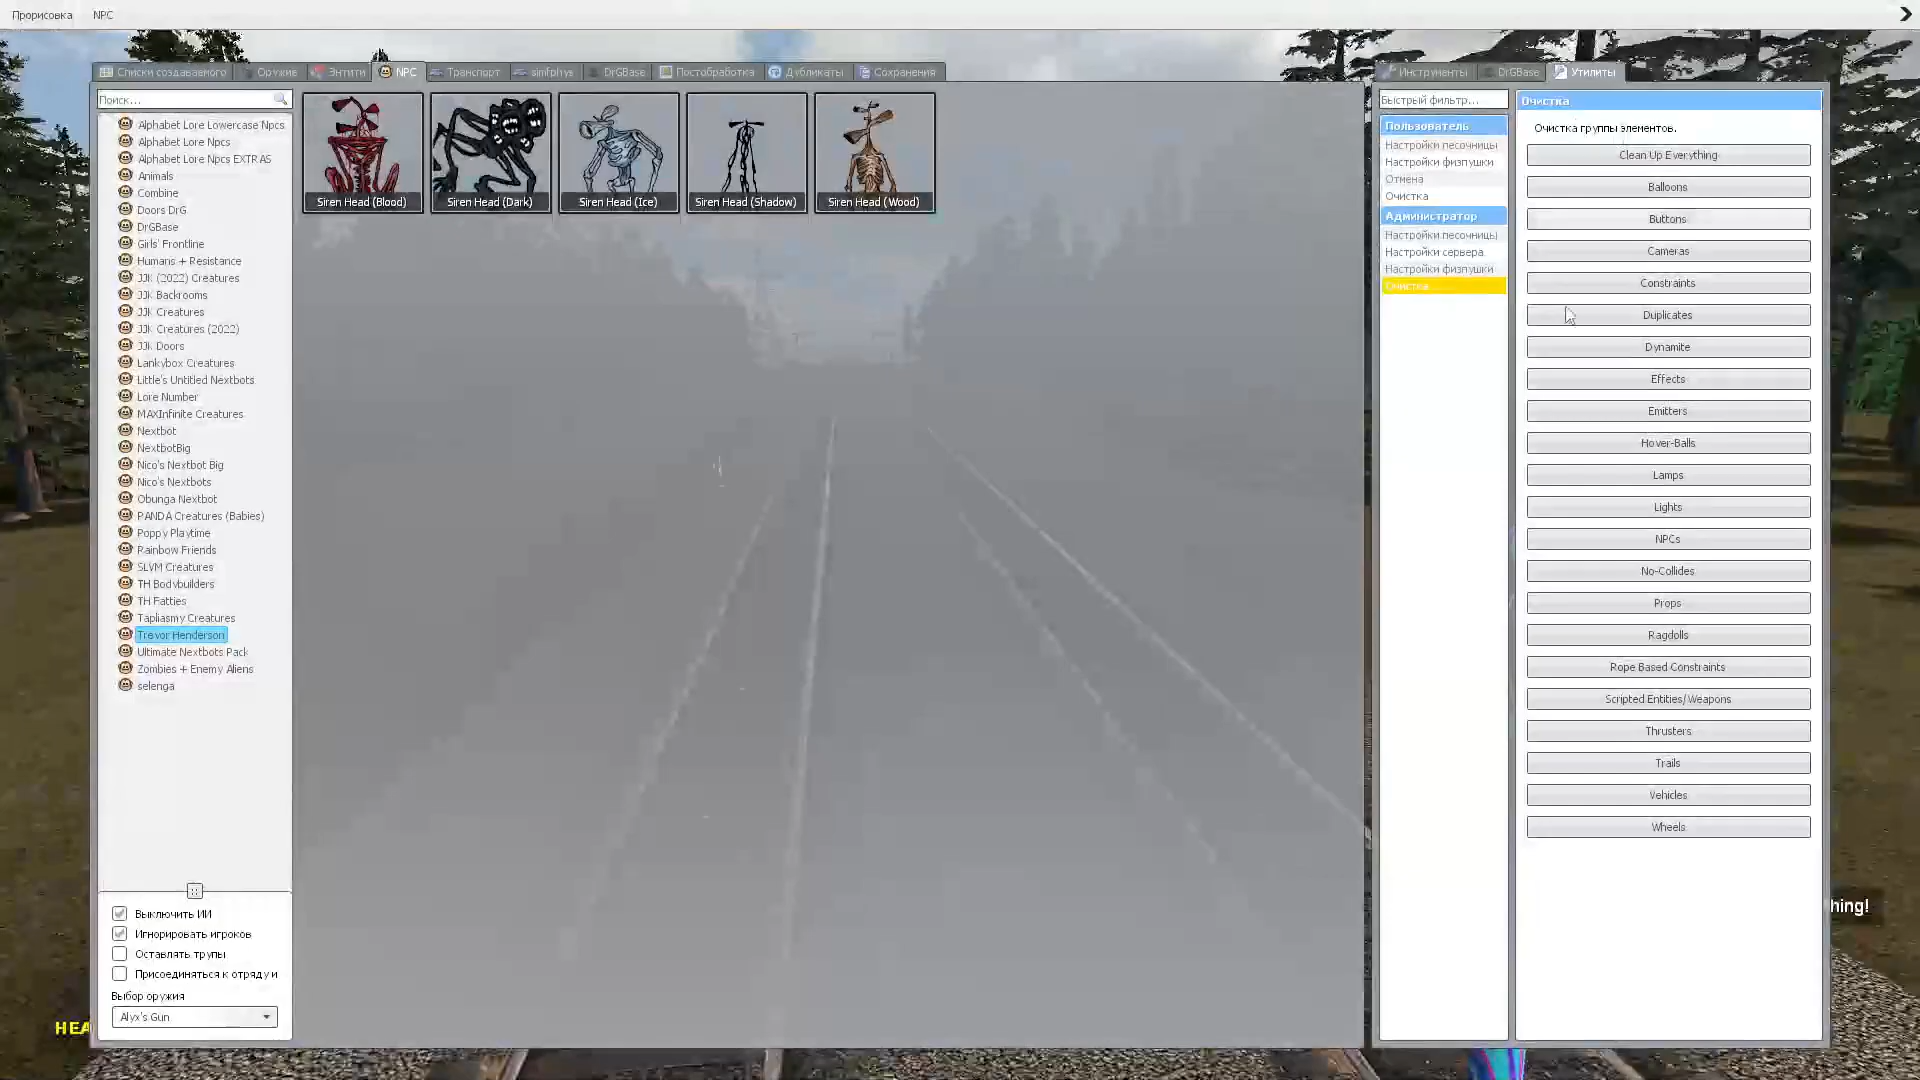 Прорисовка NPC
Списки создаваемого Оружие Энтити NPC Транспорт simfphys DrGBase Постобработка Дубликаты Сохранения
Поиск...
Alphabet Lore Lowercase Npcs
Alphabet Lore Npcs
Alphabet Lore Npcs EXTRAS
Animals
Combine
Doors DrG
DrGBase
Girls' Frontline
Humans + Resistance
JJK (2022) Creatures
JJK Backrooms
JJK Creatures
JJK Creatures (2022)
JJK Doors
Lankybox Creatures
Little's Untitled Nextbots
Lore Number
MAXInfinite Creatures
Nextbot
NextbotBig
Nico's Nextbot Big
Nico's Nextbots
Obunga Nextbot
PANDA Creatures (Babies)
Poppy Playtime
Rainbow Friends
SLVM Creatures
TH Bodybuilders
TH Fatties
Tapliasmy Creatures
Trevor Henderson
Ultimate Nextbots Pack
Zombies + Enemy Aliens
selenga
Выключить ИИ
Игнорировать игроков
Оставлять трупы
Присоединяться к отряду и
Выбор оружия
Alyx's Gun
HEA
Siren Head (Blood)
Siren Head (Dark)
Siren Head (Ice)
Siren Head (Shadow)
Siren Head (Wood)
Инструменты DrGBase Утилиты
Быстрый фильтр...
Пользователь
Настройки песочницы
Настройки физпушки
Отмена
Очистка
Администратор
Настройки песочницы
Настройки сервера
Настройки физпушки
Очистка
Очистка
Очистка группы элементов.
Clean Up Everything
Balloons
Buttons
Cameras
Constraints
Duplicates
Dynamite
Effects
Emitters
Hover-Balls
Lamps
Lights
NPCs
No-Collides
Props
Ragdolls
Rope Based Constraints
Scripted Entities/Weapons
Thrusters
Trails
Vehicles
Wheels
hing!